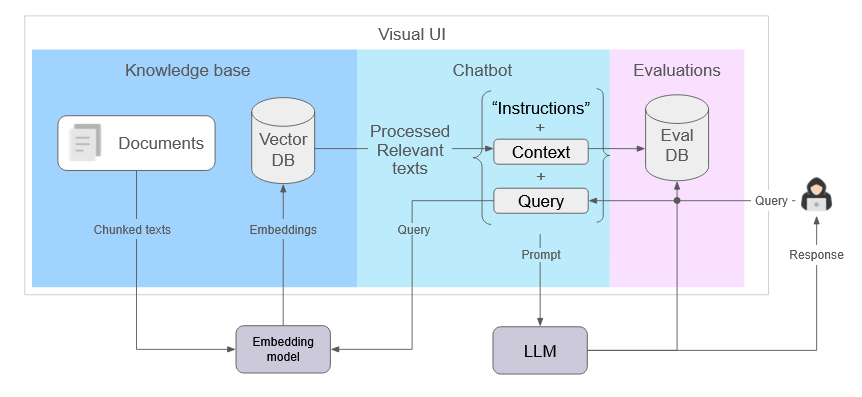 Visual UI
Knowledge base
Chatbot
Evaluations
Documents
Vector
DB
Processed
Relevant
texts
“Instructions”
+
Context
+
Query
Eval
DB
Chunked texts
Embeddings
Query
Prompt
Query
Response
Embedding
model
LLM